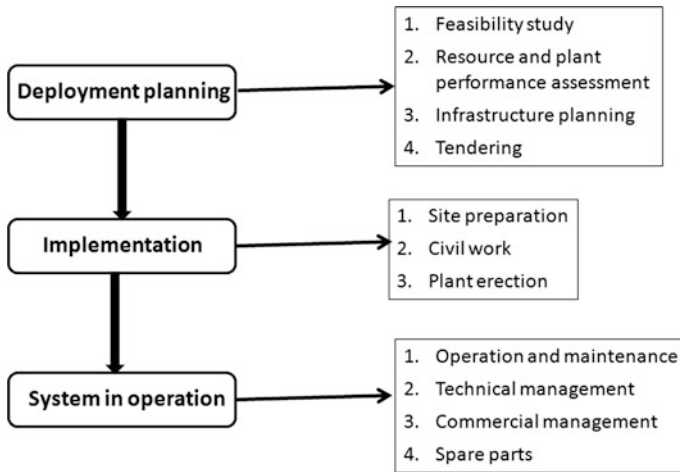 Deployment planning
1. Feasibility study
2. Resource and plant
performance assessment
3. Infrastructure planning
4. Tendering
Implementation
1. Site preparation
2. Civil work
3. Plant erection
System in operation
1. Operation and maintenance
2. Technical management
3. Commercial management
4. Spare parts